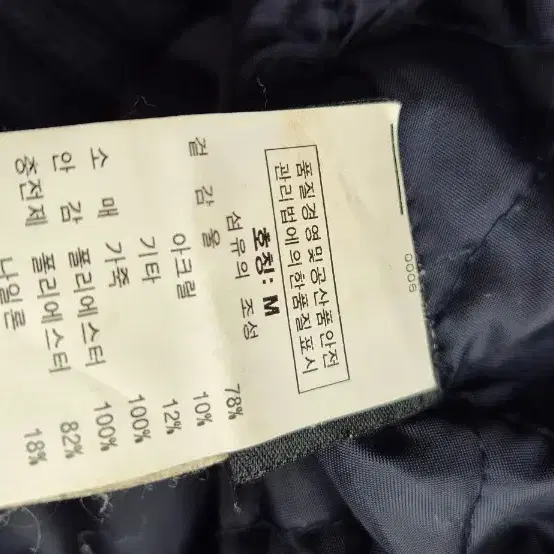 0005
품질경영및공산품안전
관리법에의한품질표시
호칭: M
섬유의 조성
겉 감 울 78%
아크릴 10%
기타 12%
소 매 가죽 100%
안 감 폴리에스터 100%
충전제 폴리에스터 82%
나일론 18%